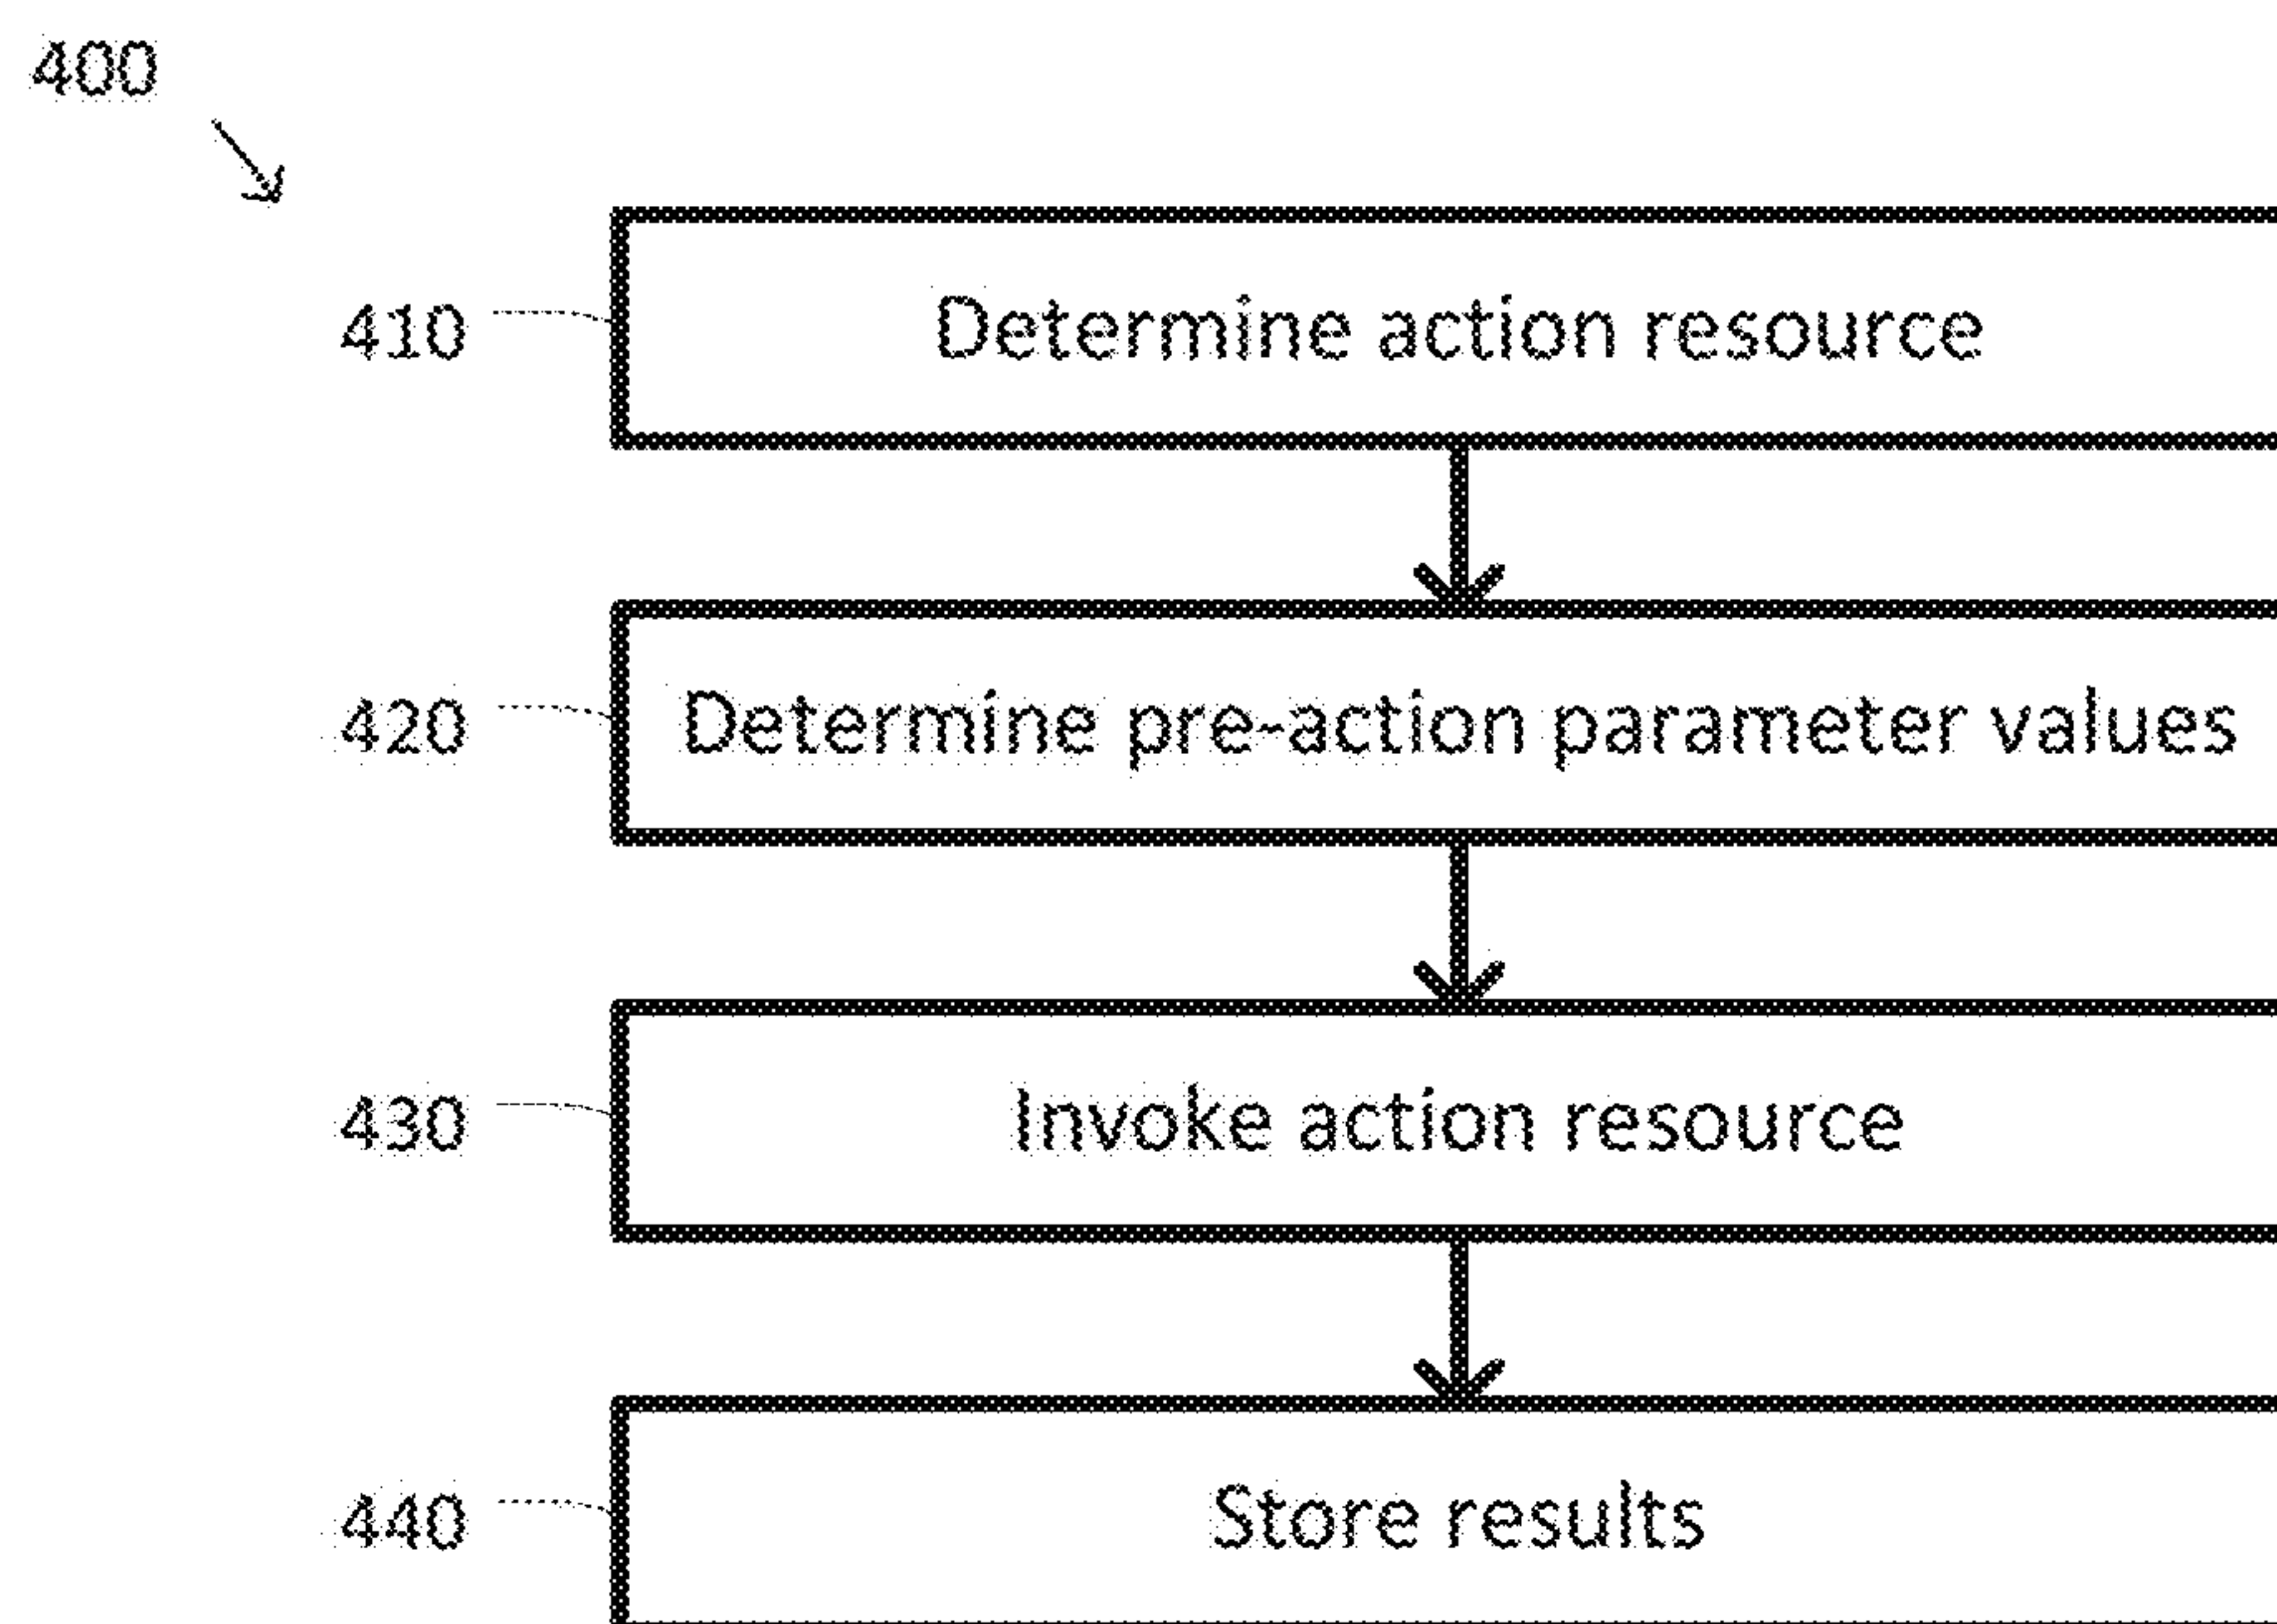 400
410 Determine action resource
420 Determine pre-action parameter values
430 Invoke action resource
440 Store results